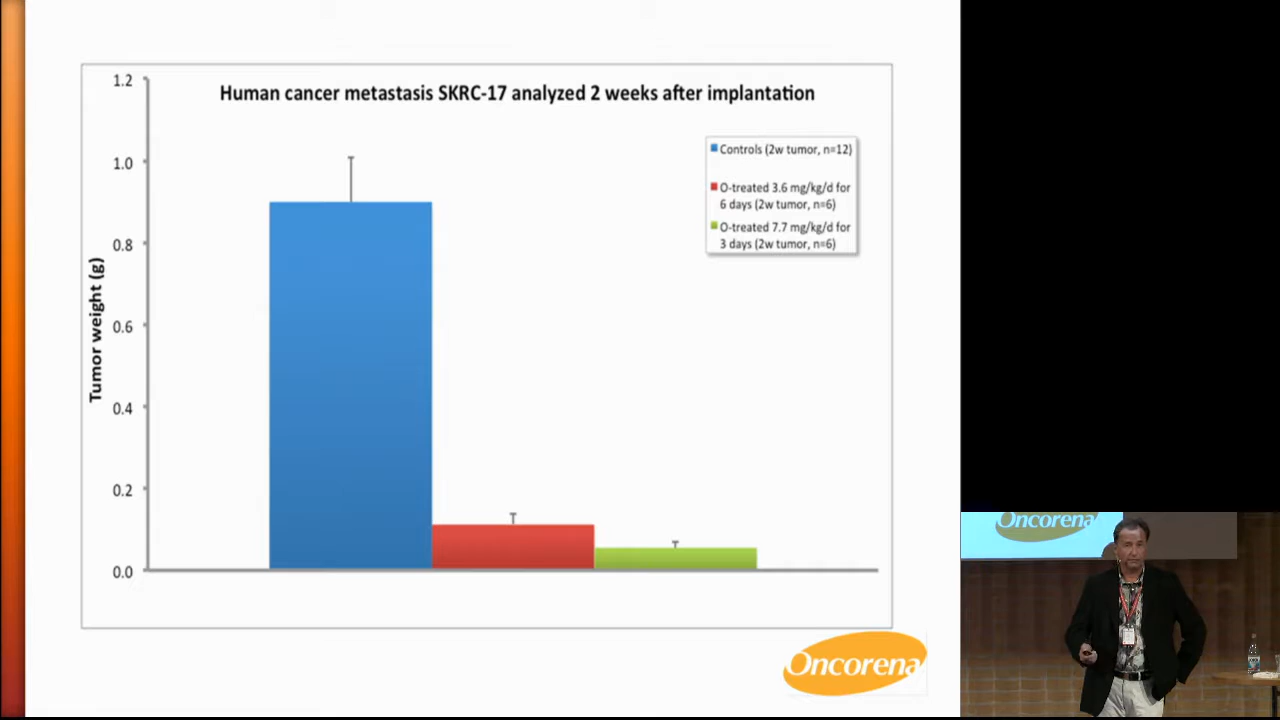 Human cancer metastasis SKRC-17 analyzed 2 weeks after implantation
1.2
1.0
0.8
0.6
0.4
0.2
0.0
Tumor weight (g)
Controls (2w tumor, n=12)
O-treated 3.6 mg/kg/d for
6 days (2w tumor, n=6)
O-treated 7.7 mg/kg/d for
3 days (2w tumor, n=6)
Oncorena
Oncorena